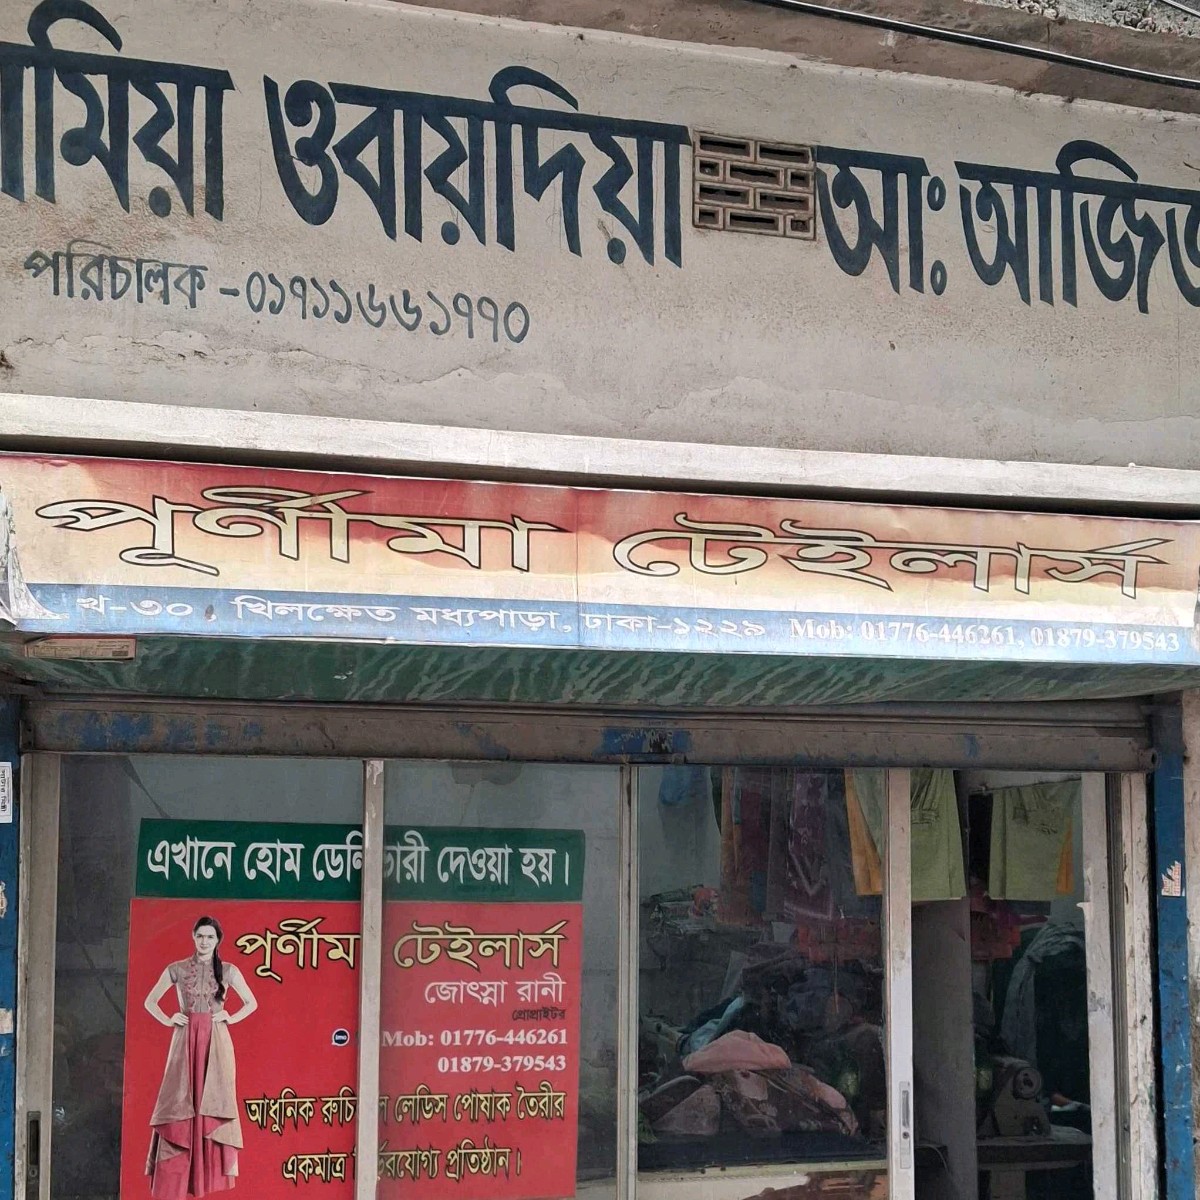 ওবায়দিয়া আঃ
পরিচালক -০১৭১১৬৬১৭৭০
পূর্ণীমা টেইলার্স
খ-৩০, খিলক্ষেত মধ্যপাড়া, ঢাকা-১২২৯ Mob: 01776-446261, 01879-379543
এখানে হোম দেওয়া হয়।
পূর্ণীমা টেইলার্স
জোৎস্না রানী
প্রোপ্রাইটর
Mob: 01776-446261
01879-379543
আধুনিক লেডিস পোষাক তৈরীর
একমাত্র প্রতিষ্ঠান।